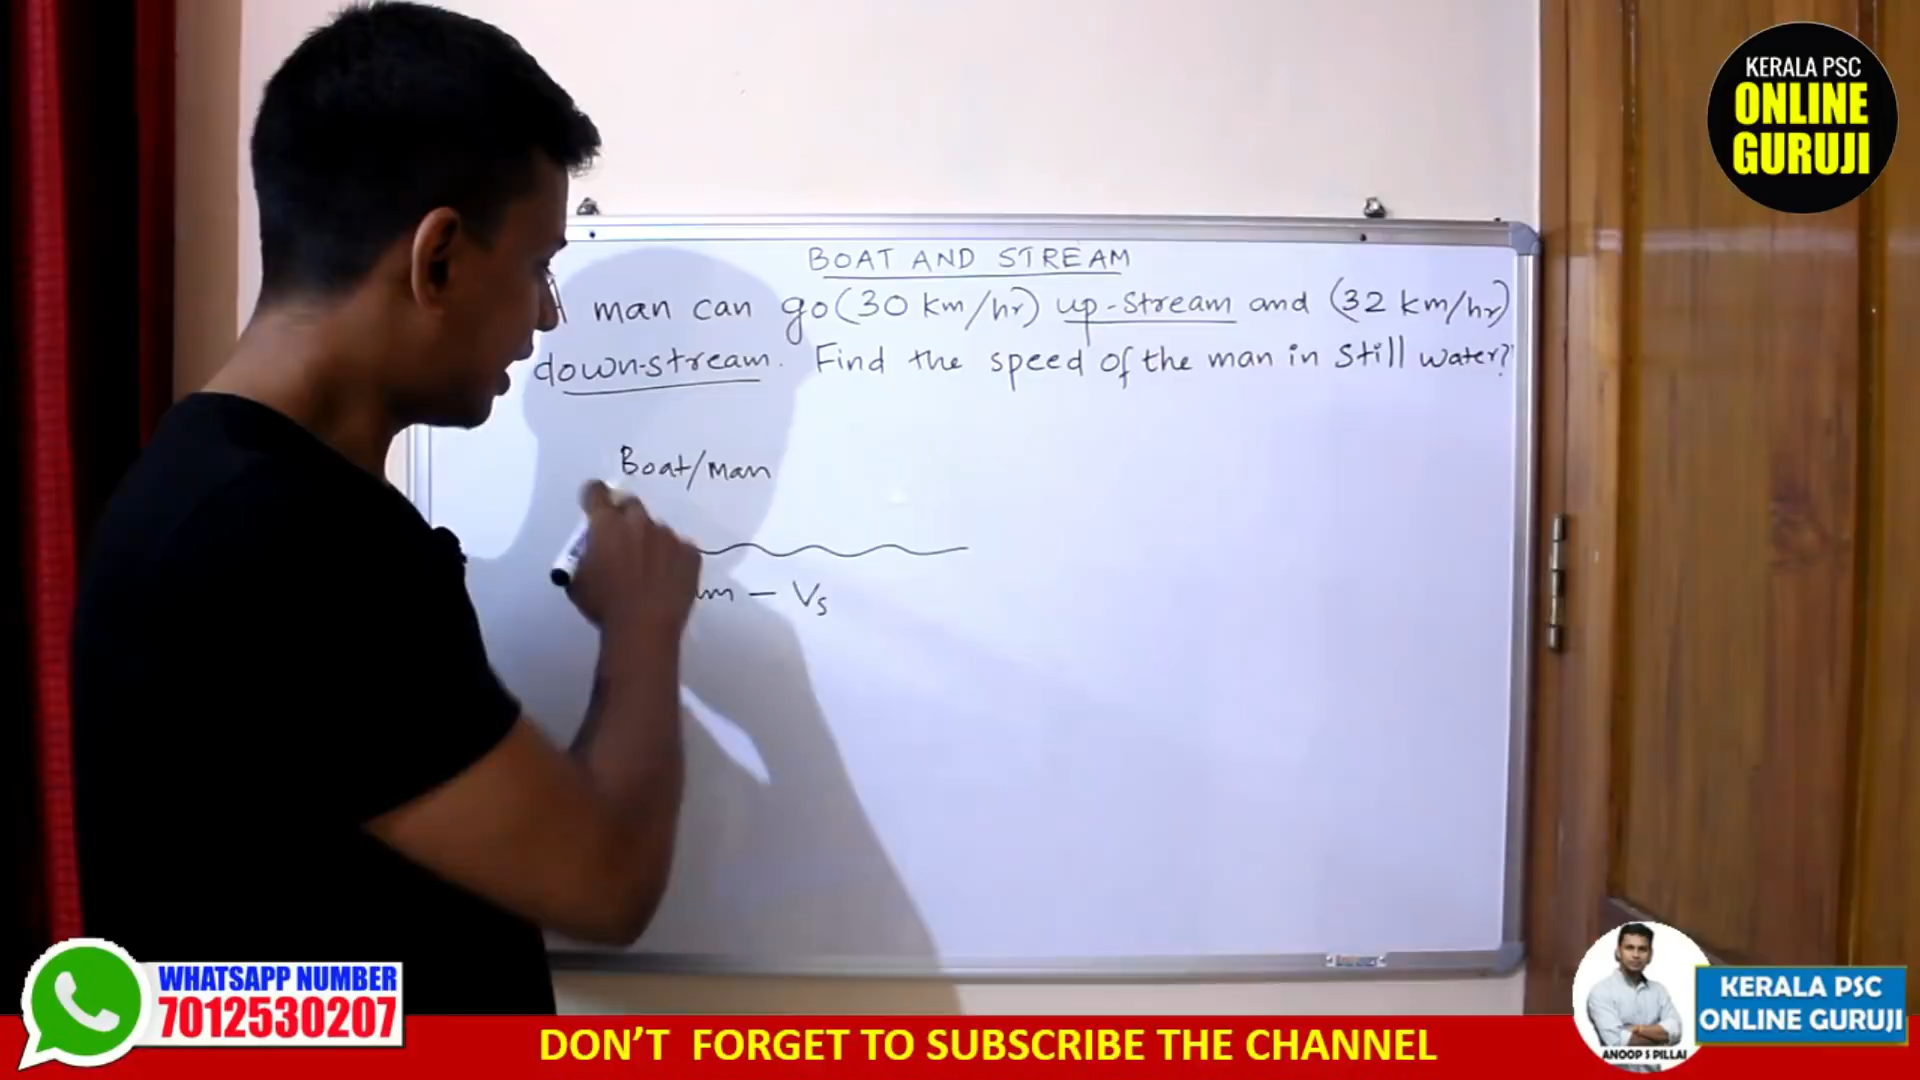 KERALA PSC
ONLINE
GURUJI
BOAT AND STREAM
A man can go (30 km/hr) up-stream and (32 km/hr)
down-stream. Find the speed of the man in still water?
Boat/man
— Vs
WHATSAPP NUMBER
7012530207
DON'T FORGET TO SUBSCRIBE THE CHANNEL
ANOOP S PILLAI
KERALA PSC
ONLINE GURUJI